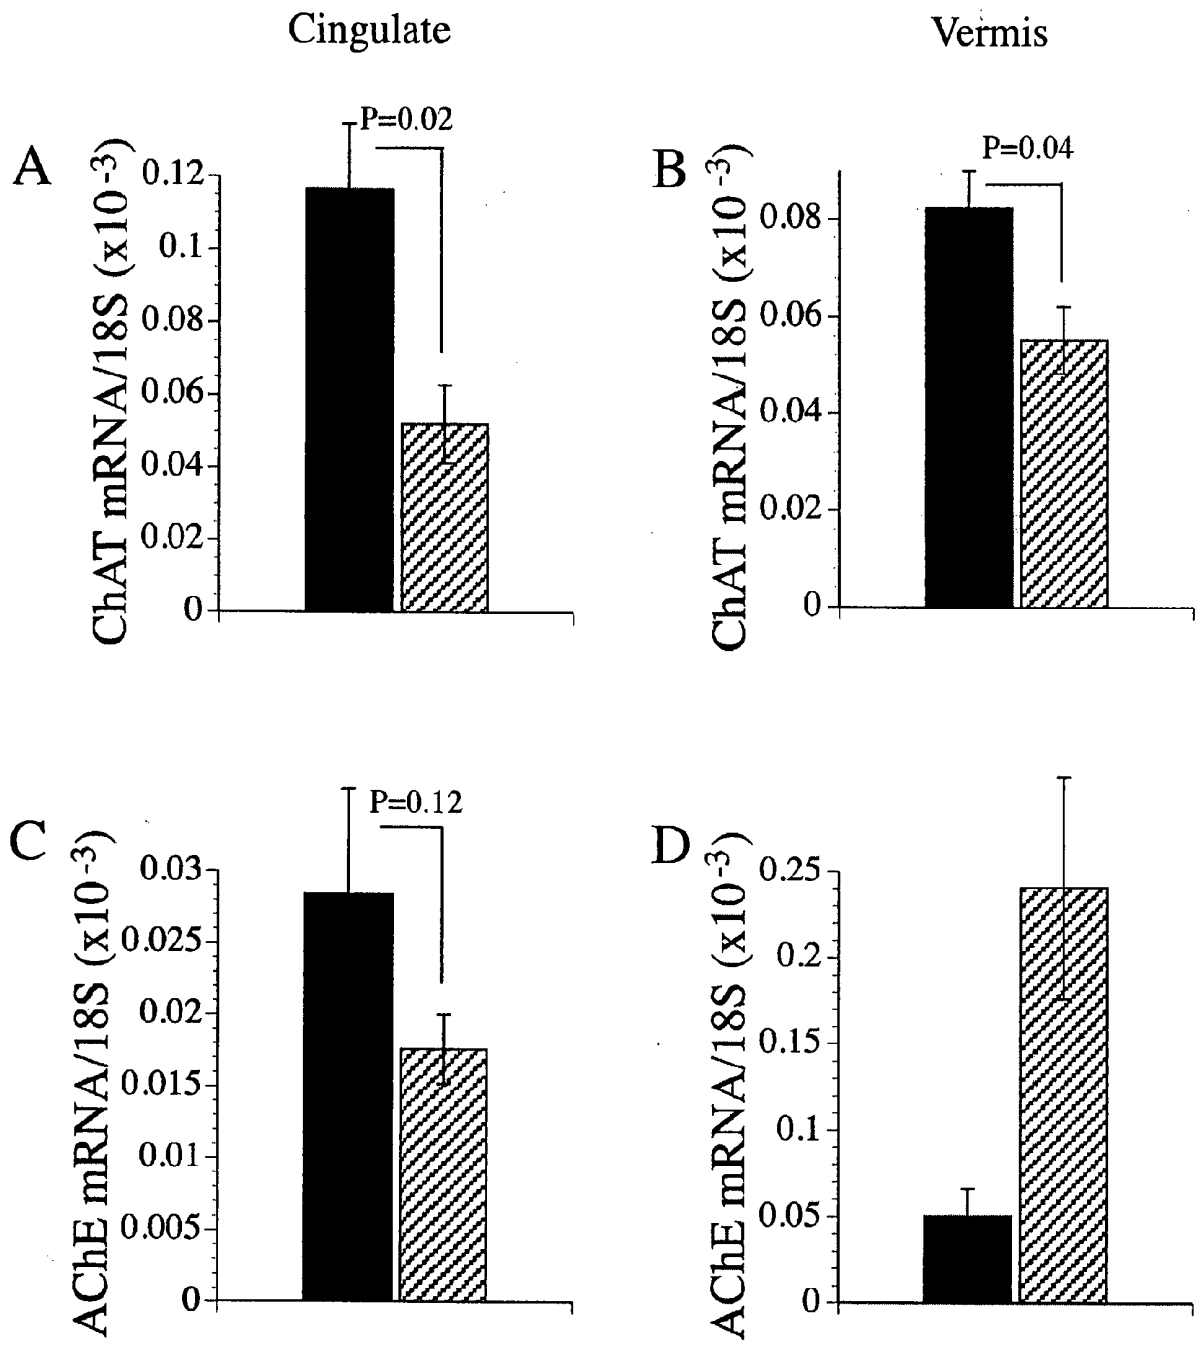 Cingulate
Vermis
A
ChAT mRNA/18S (x10-3)
P=0.02
0.12
0.1
0.08
0.06
0.04
0.02
0
B
ChAT mRNA/18S (x10-3)
P=0.04
0.08
0.06
0.04
0.02
0
C
AChE mRNA/18S (x10-3)
P=0.12
0.03
0.025
0.02
0.015
0.01
0.005
0
D
AChE mRNA/18S (x10-3)
0.25
0.2
0.15
0.1
0.05
0